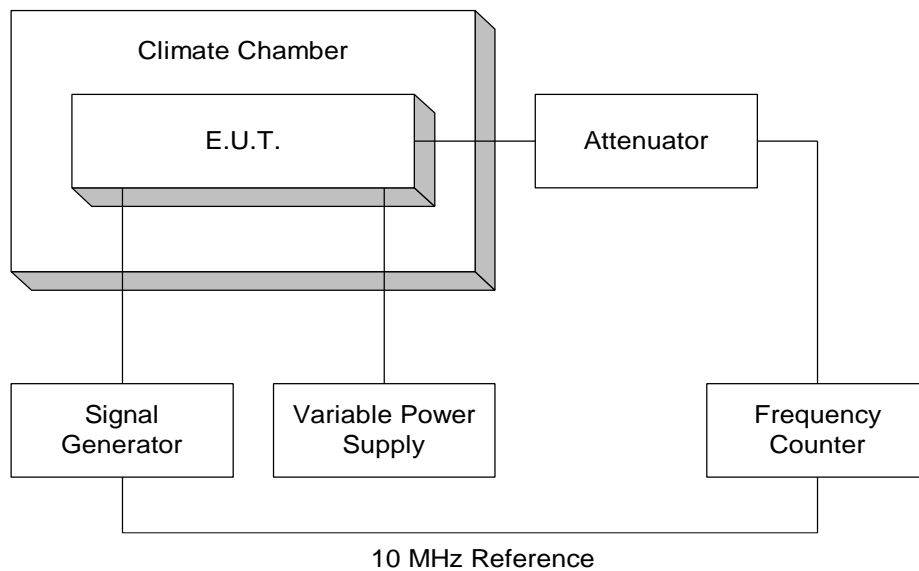 Climate Chamber
E.U.T.
Attenuator
Signal
Generator
Variable Power
Supply
Frequency
Counter
10 MHz Reference